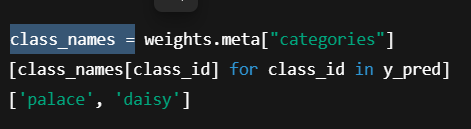 class_names = weights.meta["categories"]
[class_names[class_id] for class_id in y_pred]
['palace', 'daisy']